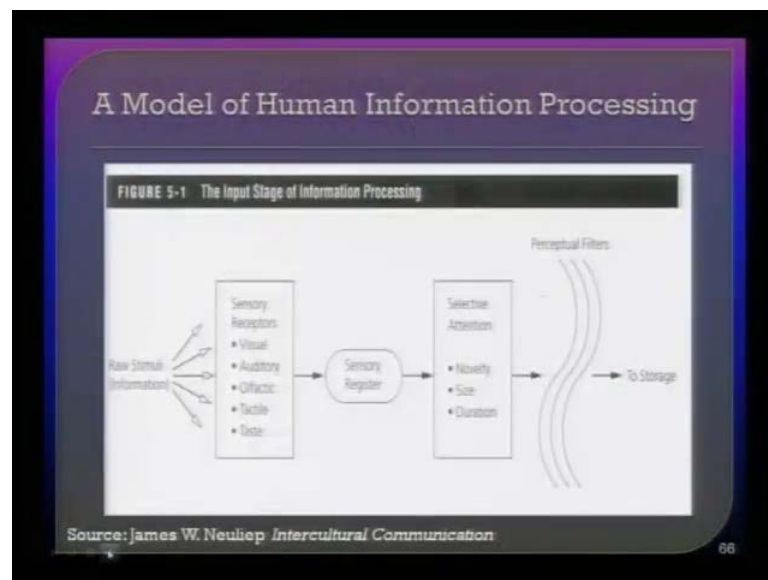 A Model of Human Information Processing
FIGURE 5-1 The Input Stage of Information Processing
Perceptual Filters
Raw Stimuli
(Information)
Sensory
Receptors
• Visual
• Auditory
• Olfactic
• Tactile
• Taste
Sensory
Register
Selective
Attention
• Novelty
• Size
• Duration
To Storage
Source: James W. Neuliep Intercultural Communication
66